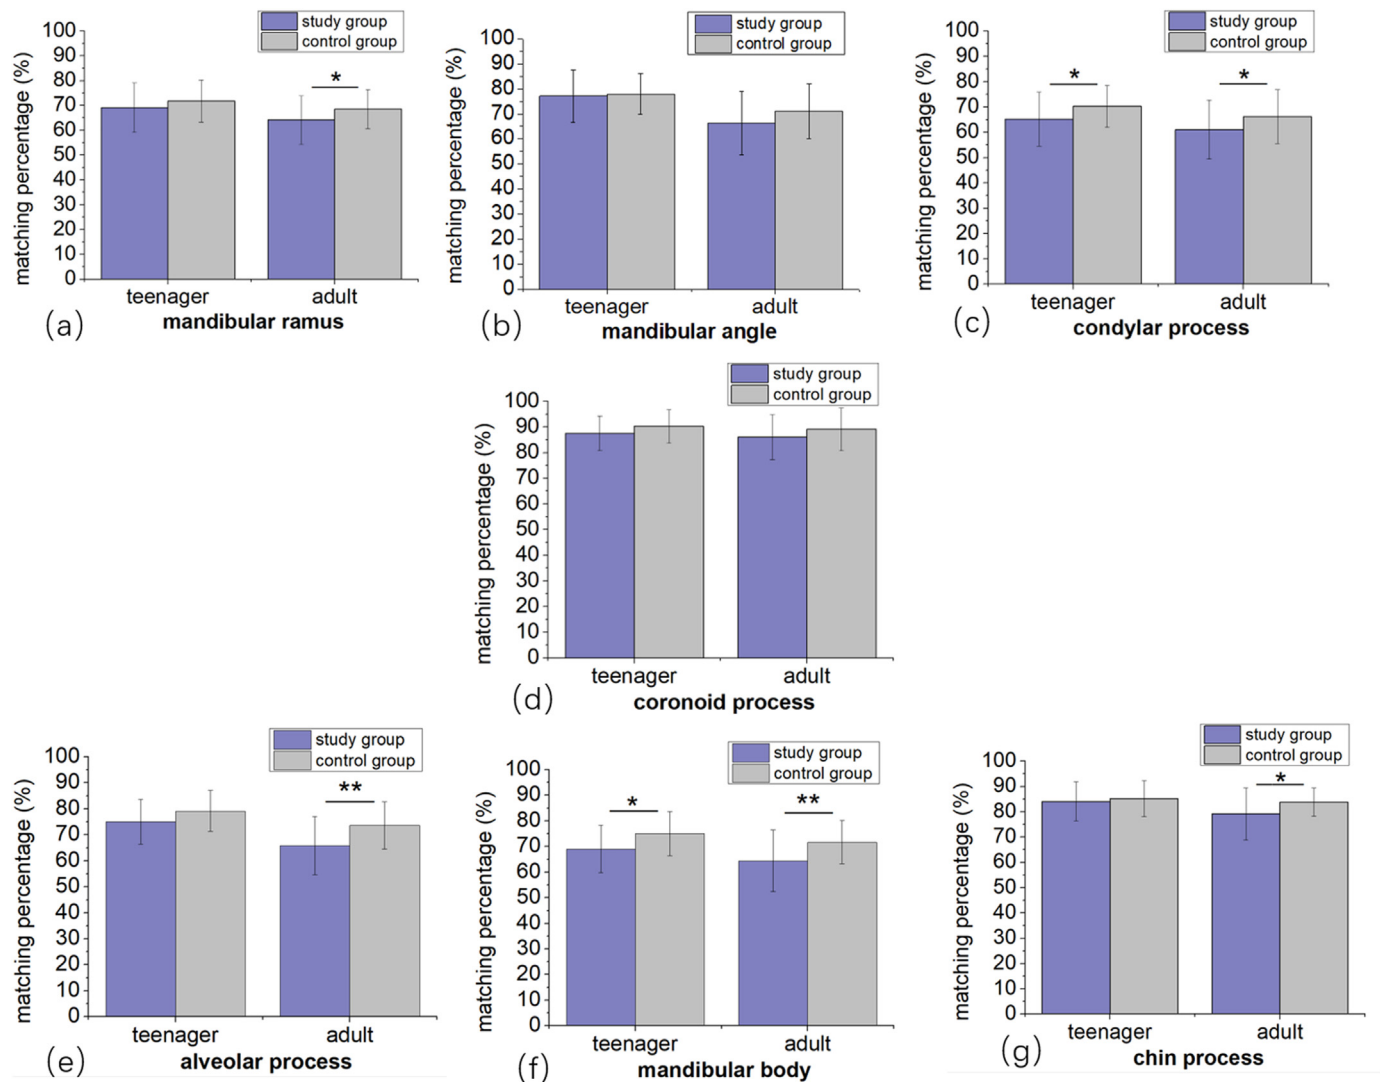 study group
control group
100
90
80
70
60
50
40
30
20
10
0
matching percentage (%)
*
teenager
adult
(a)
mandibular ramus
study group
control group
100
90
80
70
60
50
40
30
20
10
0
matching percentage (%)
teenager
adult
(b)
mandibular angle
study group
control group
100
90
80
70
60
50
40
30
20
10
0
matching percentage (%)
*
*
teenager
adult
(c)
condylar process
study group
control group
100
90
80
70
60
50
40
30
20
10
0
matching percentage (%)
teenager
adult
(d)
coronoid process
study group
control group
100
90
80
70
60
50
40
30
20
10
0
matching percentage (%)
**
teenager
adult
(e)
alveolar process
study group
control group
100
90
80
70
60
50
40
30
20
10
0
matching percentage (%)
*
**
teenager
adult
(f)
mandibular body
study group
control group
100
90
80
70
60
50
40
30
20
10
0
matching percentage (%)
*
teenager
adult
(g)
chin process